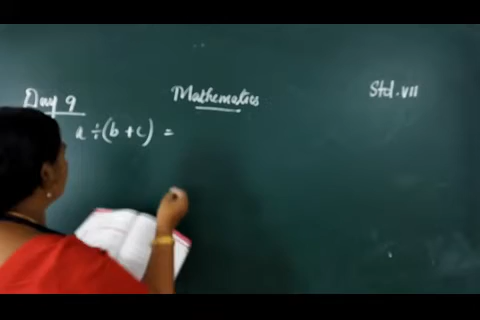 Day 9 Mathematics Std.VII
a ÷ (b + c) =